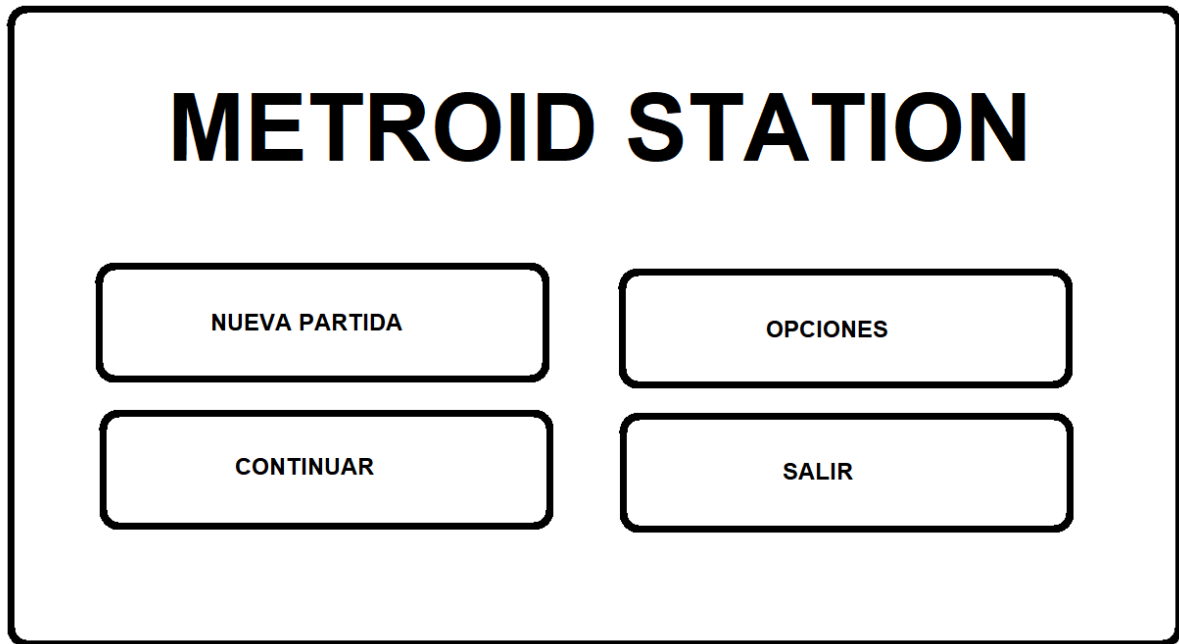 METROID STATION
NUEVA PARTIDA
OPCIONES
CONTINUAR
SALIR